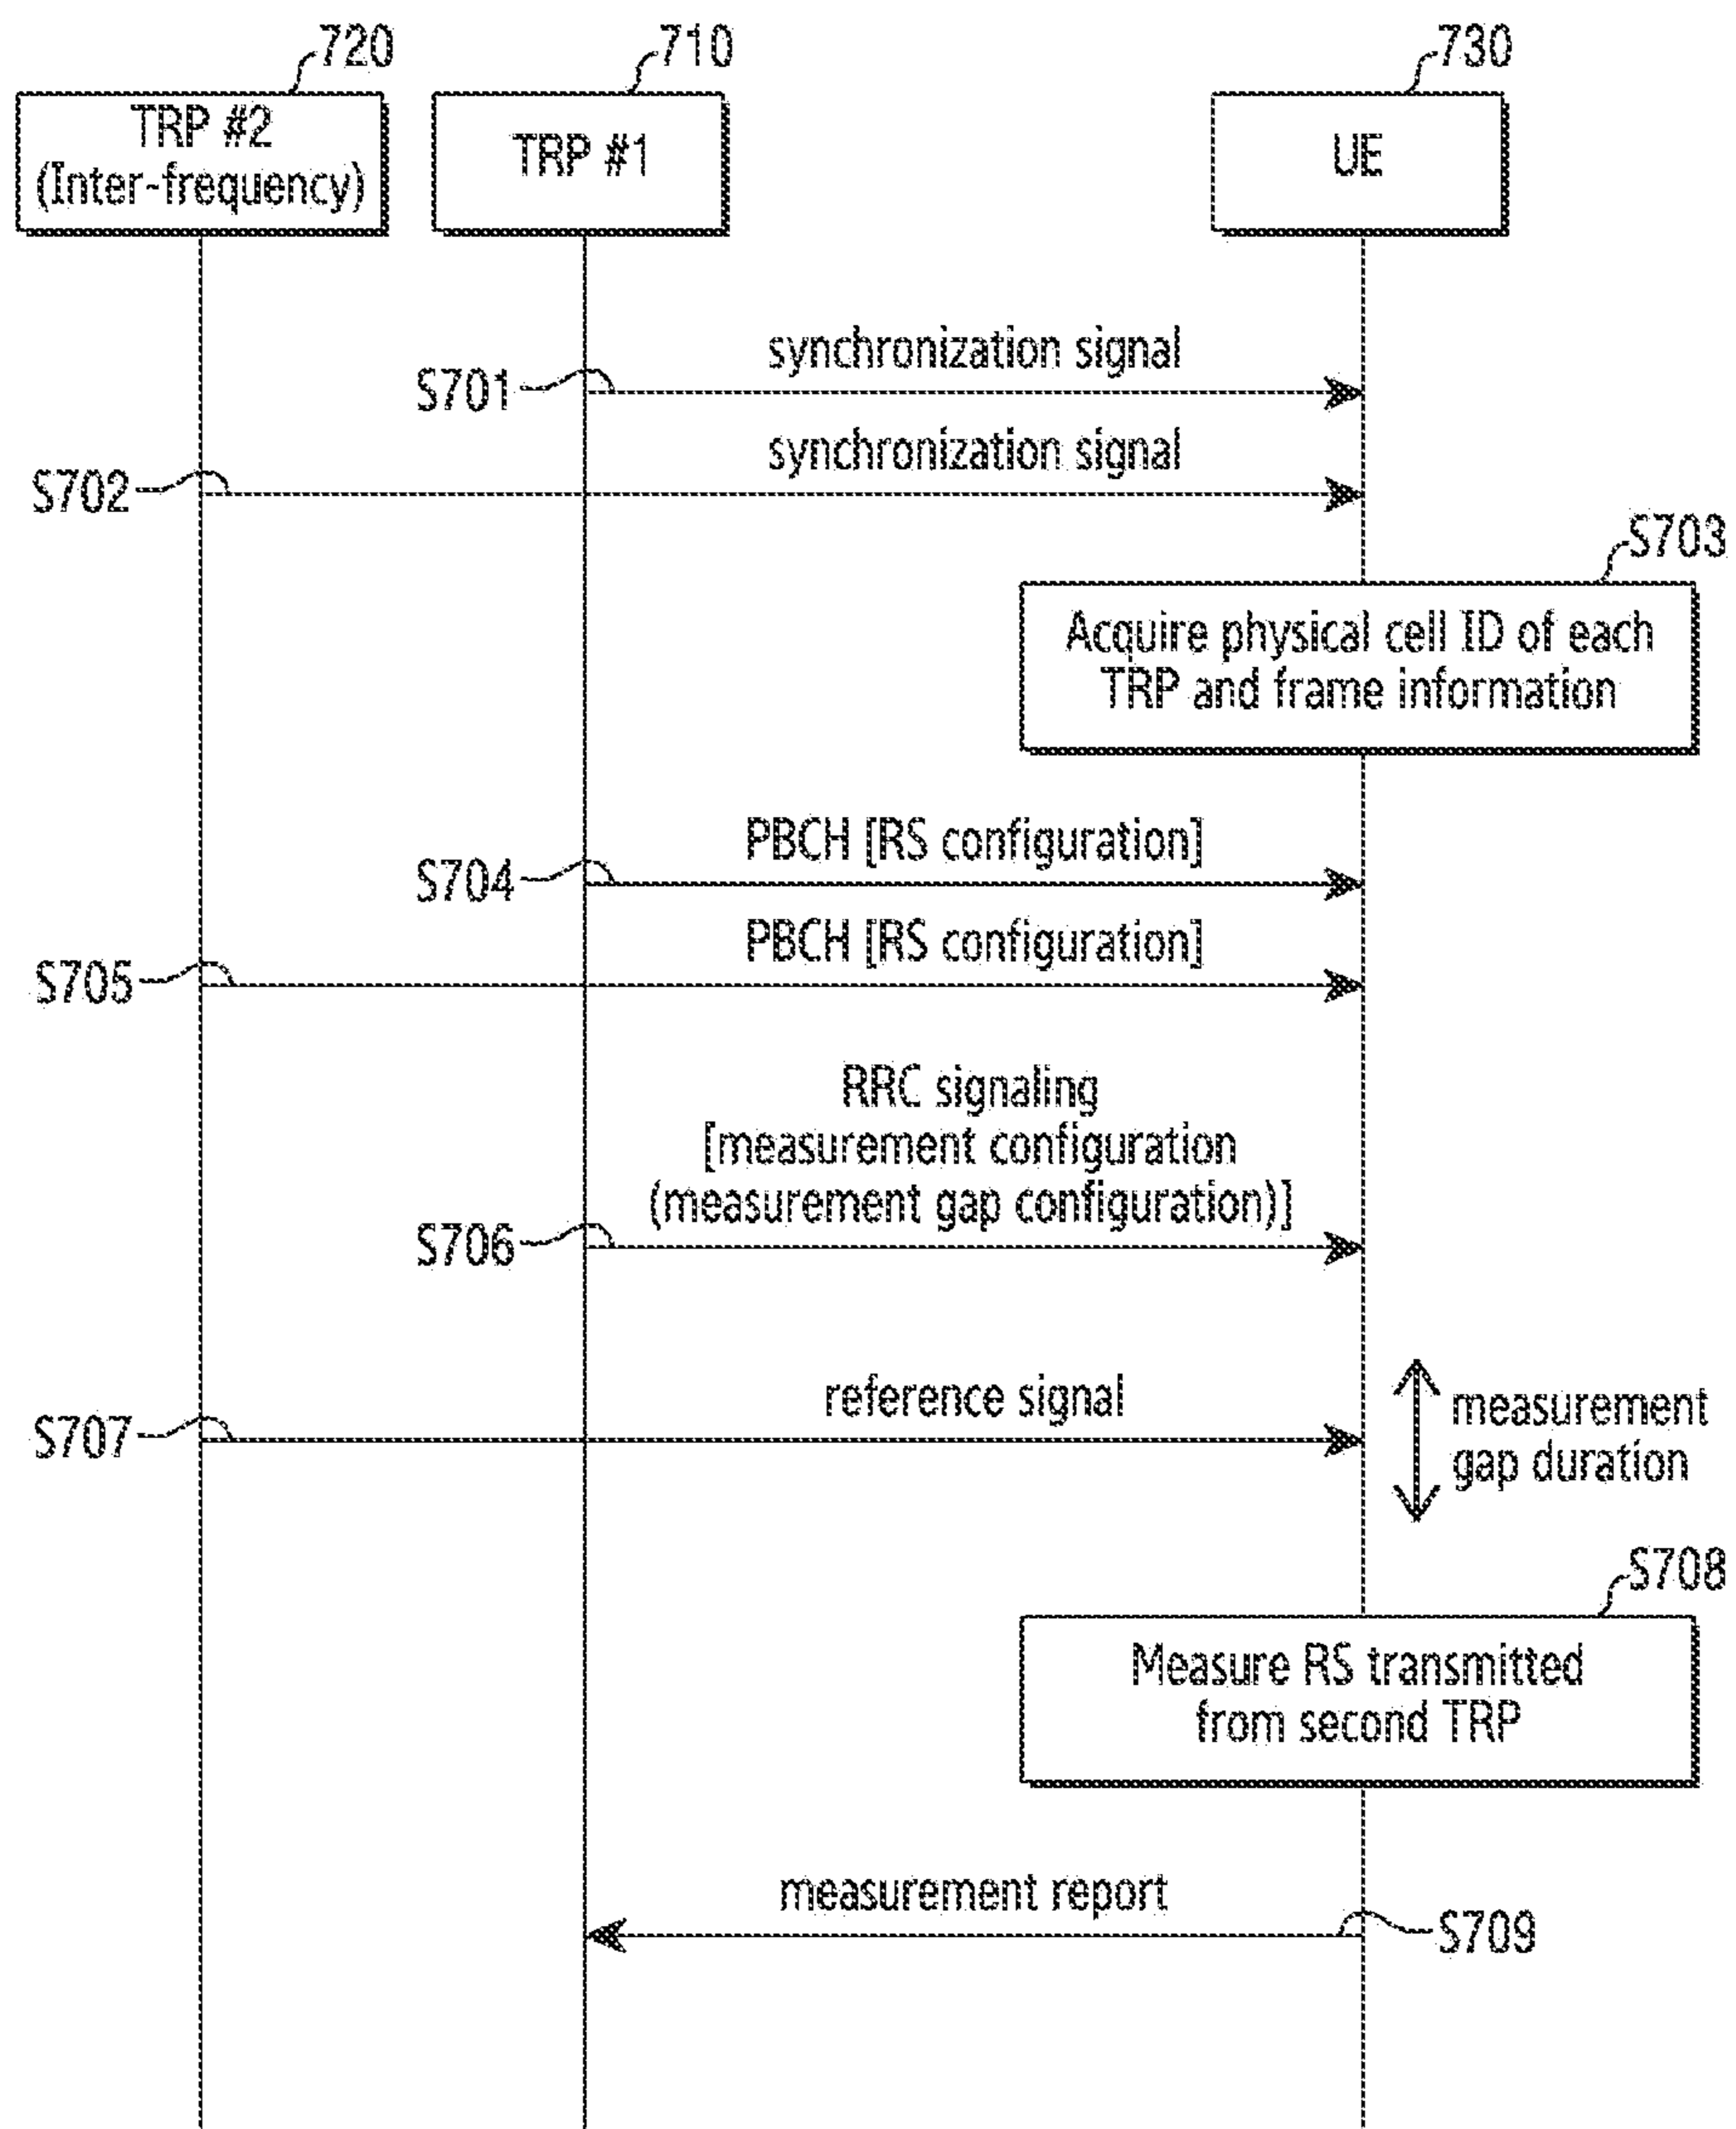 720
710
730
TRP #2
(Inter-frequency)
TRP #1
UE
synchronization signal
S701
synchronization signal
S702
S703
Acquire physical cell ID of each
TRP and frame information
PBCH [RS configuration]
S704
PBCH [RS configuration]
S705
RRC signaling
[measurement configuration
(measurement gap configuration)]
S706
reference signal
S707
measurement
gap duration
S708
Measure RS transmitted
from second TRP
measurement report
S709